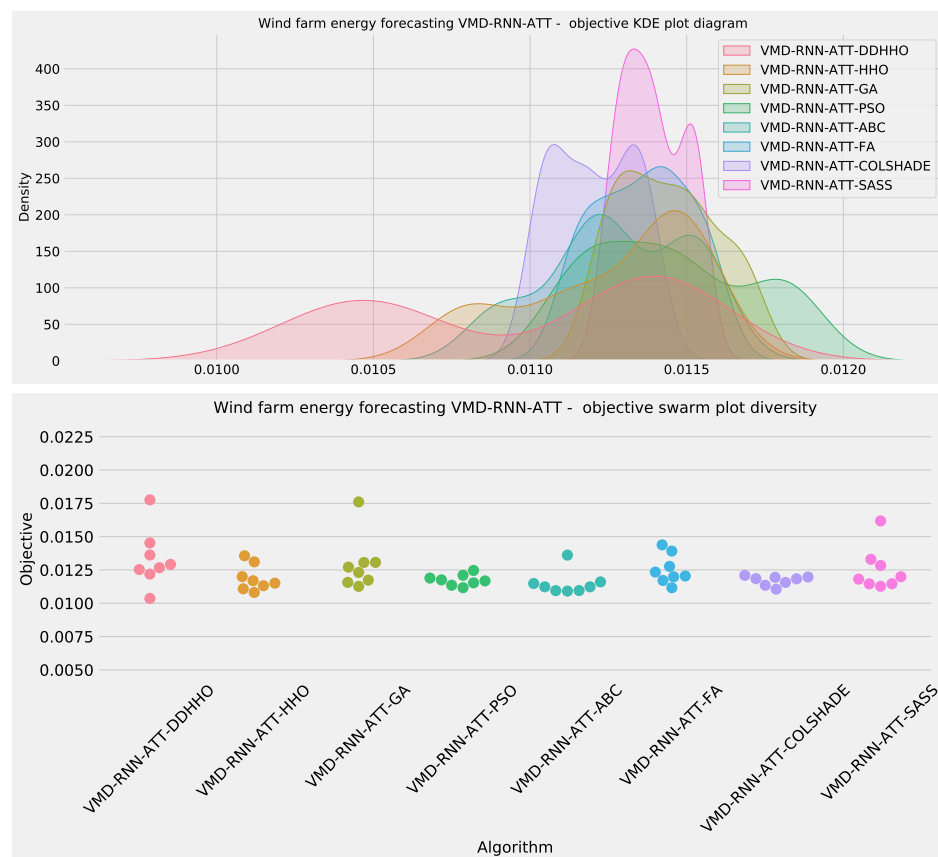 Wind farm energy forecasting VMD-RNN-ATT -  objective KDE plot diagram
VMD-RNN-ATT-DDHHO
VMD-RNN-ATT-HHO
VMD-RNN-ATT-GA
VMD-RNN-ATT-PSO
VMD-RNN-ATT-ABC
VMD-RNN-ATT-FA
VMD-RNN-ATT-COLSHADE
VMD-RNN-ATT-SASS
Density
400
350
300
250
200
150
100
50
0
0.0100 0.0105 0.0110 0.0115 0.0120
Wind farm energy forecasting VMD-RNN-ATT -  objective swarm plot diversity
Objective
0.0225
0.0200
0.0175
0.0150
0.0125
0.0100
0.0075
0.0050
VMD-RNN-ATT-DDHHO
VMD-RNN-ATT-HHO
VMD-RNN-ATT-GA
VMD-RNN-ATT-PSO
VMD-RNN-ATT-ABC
VMD-RNN-ATT-FA
VMD-RNN-ATT-COLSHADE
VMD-RNN-ATT-SASS
Algorithm